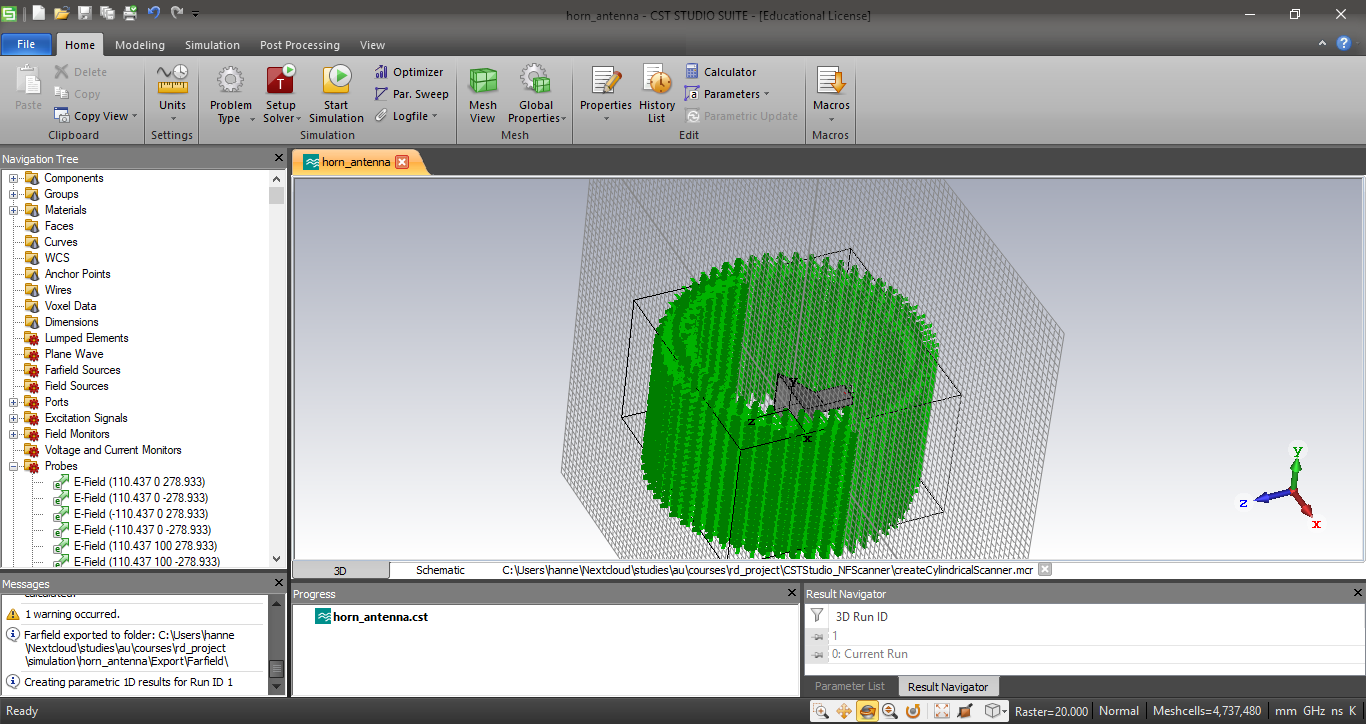 horn_antenna - CST STUDIO SUITE - [Educational License]
File Home Modeling Simulation Post Processing View
Paste
Delete
Copy
Copy View
Clipboard
Units
Settings
Problem Type
Setup Solver
Start Simulation
Optimizer
Par. Sweep
Logfile
Simulation
Mesh View
Global Properties
Mesh
Properties
History List
Calculator
Parameters
Parametric Update
Edit
Macros
Macros
Navigation Tree
Components
Groups
Materials
Faces
Curves
WCS
Anchor Points
Wires
Voxel Data
Dimensions
Lumped Elements
Plane Wave
Farfield Sources
Field Sources
Ports
Excitation Signals
Field Monitors
Voltage and Current Monitors
Probes
E-Field (110.437 0 278.933)
E-Field (110.437 0 -278.933)
E-Field (-110.437 0 278.933)
E-Field (-110.437 0 -278.933)
E-Field (110.437 100 278.933)
E-Field (110.437 100 -278.933)
horn_antenna
y
z
x
y
z
x
3D Schematic C:\Users\hanne\Nextcloud\studies\au\courses\rd_project\CSTStudio_NFScanner\createCylindricalScanner.mcr
Messages
1 warning occurred.
Farfield exported to folder: C:\Users\hanne
\Nextcloud\studies\au\courses\rd_project
\simulation\horn_antenna\Export\Farfield\
Creating parametric 1D results for Run ID 1
Progress
horn_antenna.cst
Result Navigator
3D Run ID
1
0: Current Run
Parameter List Result Navigator
Ready
Raster=20.000 Normal Meshcells=4,737,480 mm GHz ns K